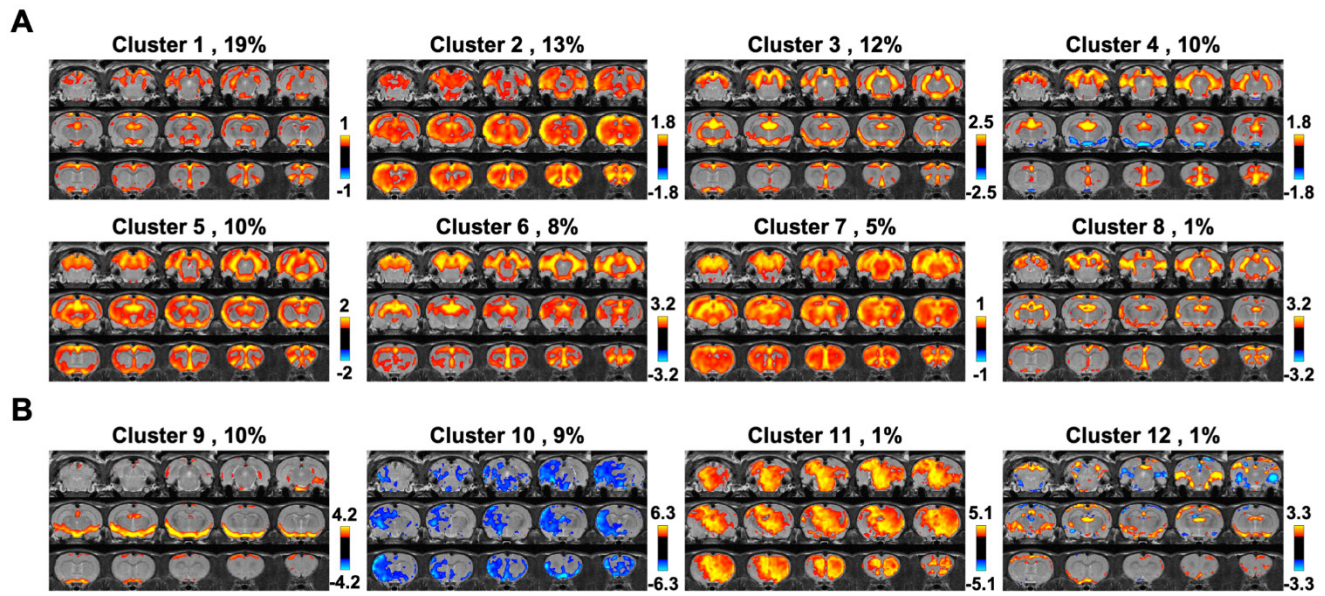 A
Cluster 1 , 19%
Cluster 2 , 13%
Cluster 3 , 12%
Cluster 4 , 10%
1
-1
1.8
-1.8
2.5
-2.5
1.8
-1.8
Cluster 5 , 10%
Cluster 6 , 8%
Cluster 7 , 5%
Cluster 8 , 1%
2
-2
3.2
-3.2
1
-1
3.2
-3.2
B
Cluster 9 , 10%
Cluster 10 , 9%
Cluster 11 , 1%
Cluster 12 , 1%
4.2
-4.2
6.3
-6.3
5.1
-5.1
3.3
-3.3